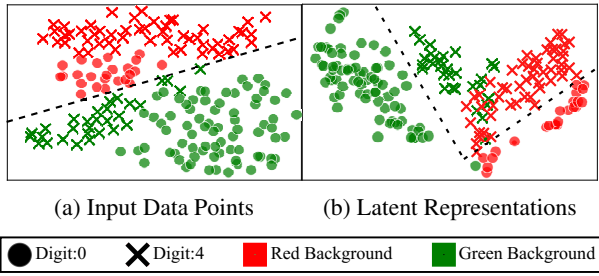 (a) Input Data Points
(b) Latent Representations
Digit:0 Digit:4 Red Background Green Background